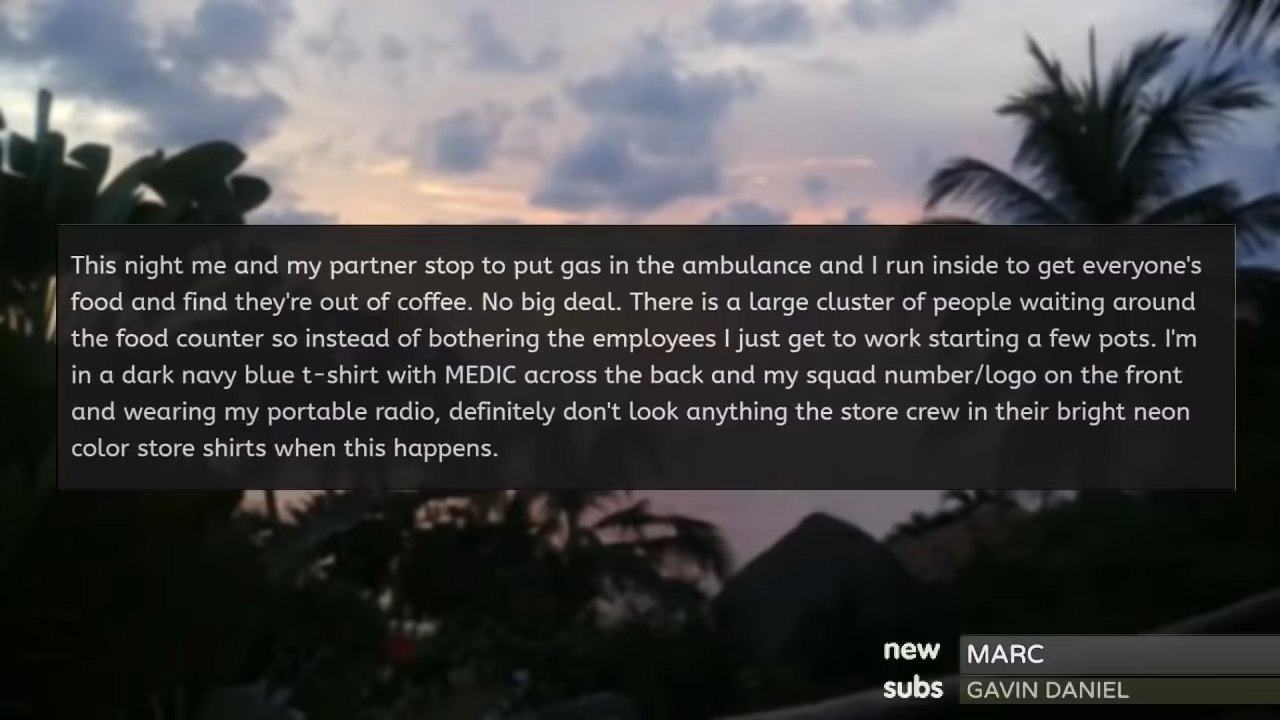 This night me and my partner stop to put gas in the ambulance and I run inside to get everyone's
food and find they're out of coffee. No big deal. There is a large cluster of people waiting around
the food counter so instead of bothering the employees I just get to work starting a few pots. I'm
in a dark navy blue t-shirt with MEDIC across the back and my squad number/logo on the front
and wearing my portable radio, definitely don't look anything the store crew in their bright neon
color store shirts when this happens.
new MARC
subs GAVIN DANIEL